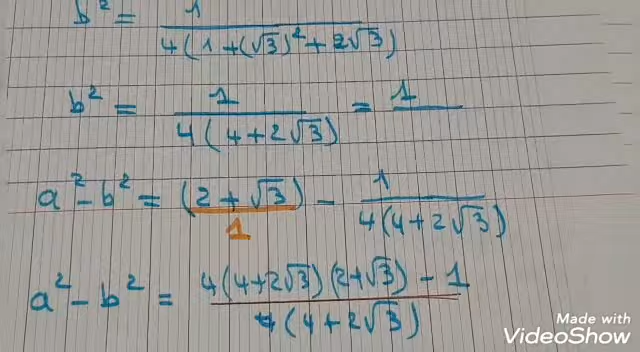 b² = 1/(4(1+(√3)²+2√3))
b² = 1/(4(4+2√3)) = 1/
a²-b² = (2+√3)/1 - 1/(4(4+2√3))
a²-b² = (4(4+2√3)(2+√3)-1)/(4(4+2√3))
Made with
VideoShow